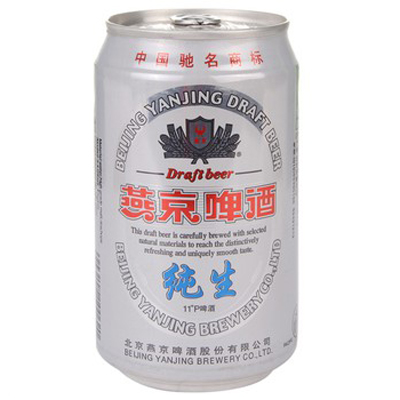 中国驰名商标
BEIJING YANJING DRAFT BEER
Draft beer
燕京啤酒
This draft beer is carefully brewed with selected
natural materials to reach the distinctively
refreshing and uniquely smooth taste.
纯生
11°P啤酒
BEIJING YANJING BREWERY CO.,LTD
北京燕京啤酒股份有限公司
BEIJING YANJING BREWERY CO.,LTD.